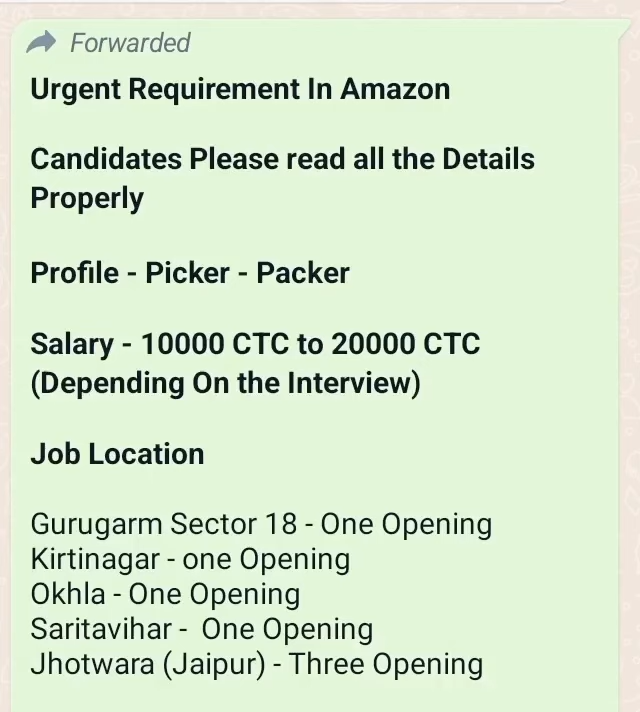 Forwarded
Urgent Requirement In Amazon
Candidates Please read all the Details
Properly
Profile - Picker - Packer
Salary - 10000 CTC to 20000 CTC
(Depending On the Interview)
Job Location
Gurugarm Sector 18 - One Opening
Kirtinagar - one Opening
Okhla - One Opening
Saritavihar -  One Opening
Jhotwara (Jaipur) - Three Opening